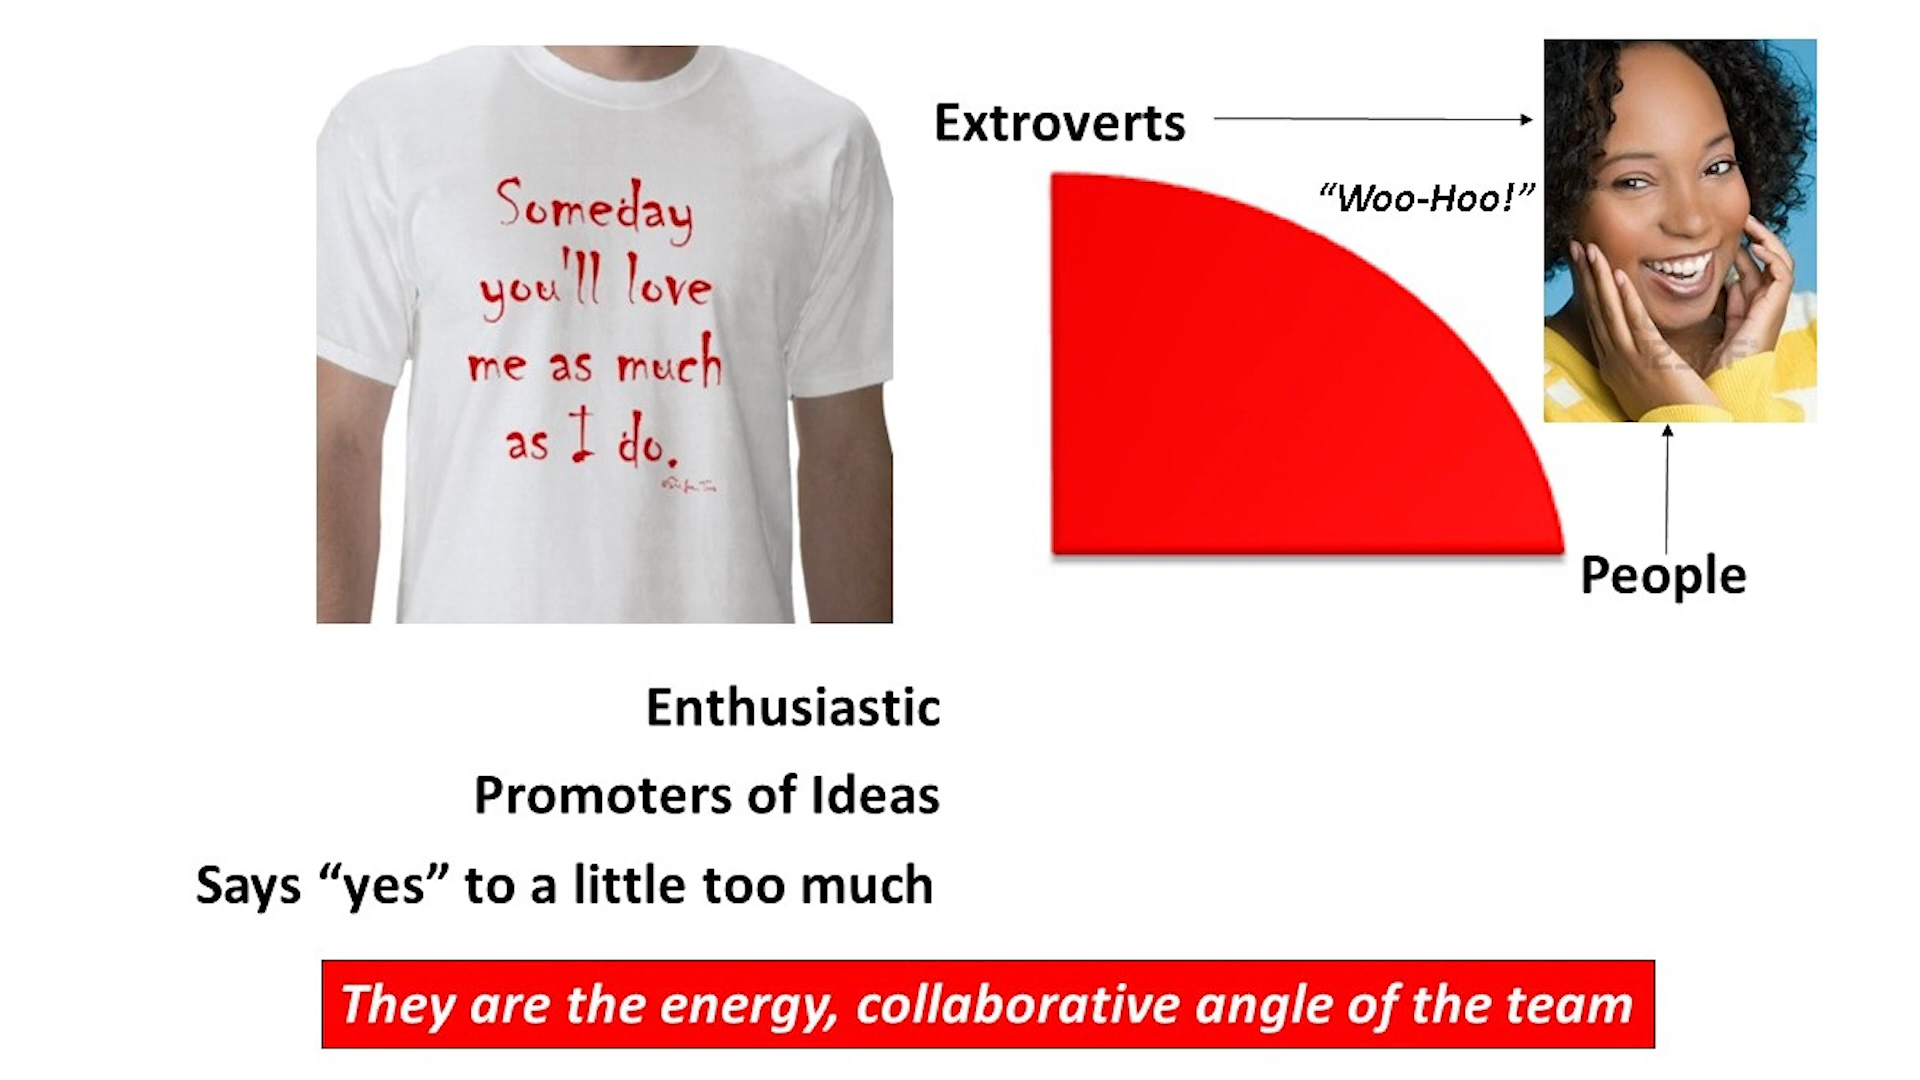 Someday
you'll love
me as much
as I do.
Extroverts
“Woo-Hoo!”
People
Enthusiastic
Promoters of Ideas
Says “yes” to a little too much
They are the energy, collaborative angle of the team